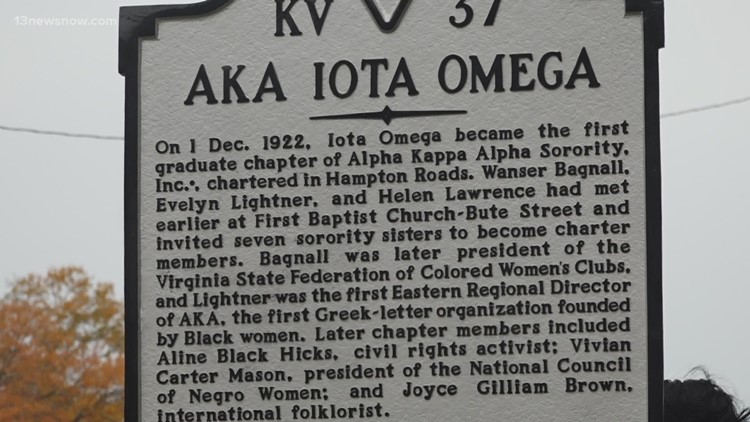 13newsnow.com
KV 37
AKA IOTA OMEGA
On 1 Dec. 1922, Iota Omega became the first
graduate chapter of Alpha Kappa Alpha Sorority,
Inc.®, chartered in Hampton Roads. Wanser Bagnall,
Evelyn Lightner, and Helen Lawrence had met
earlier at First Baptist Church-Bute Street and
invited seven sorority sisters to become charter
members. Bagnall was later president of the
Virginia State Federation of Colored Women's Clubs,
and Lightner was the first Eastern Regional Director
of AKA, the first Greek-letter organization founded
by Black women. Later chapter members included
Aline Black Hicks, civil rights activist; Vivian
Carter Mason, president of the National Council
of Negro Women; and Joyce Gilliam Brown,
international folklorist.